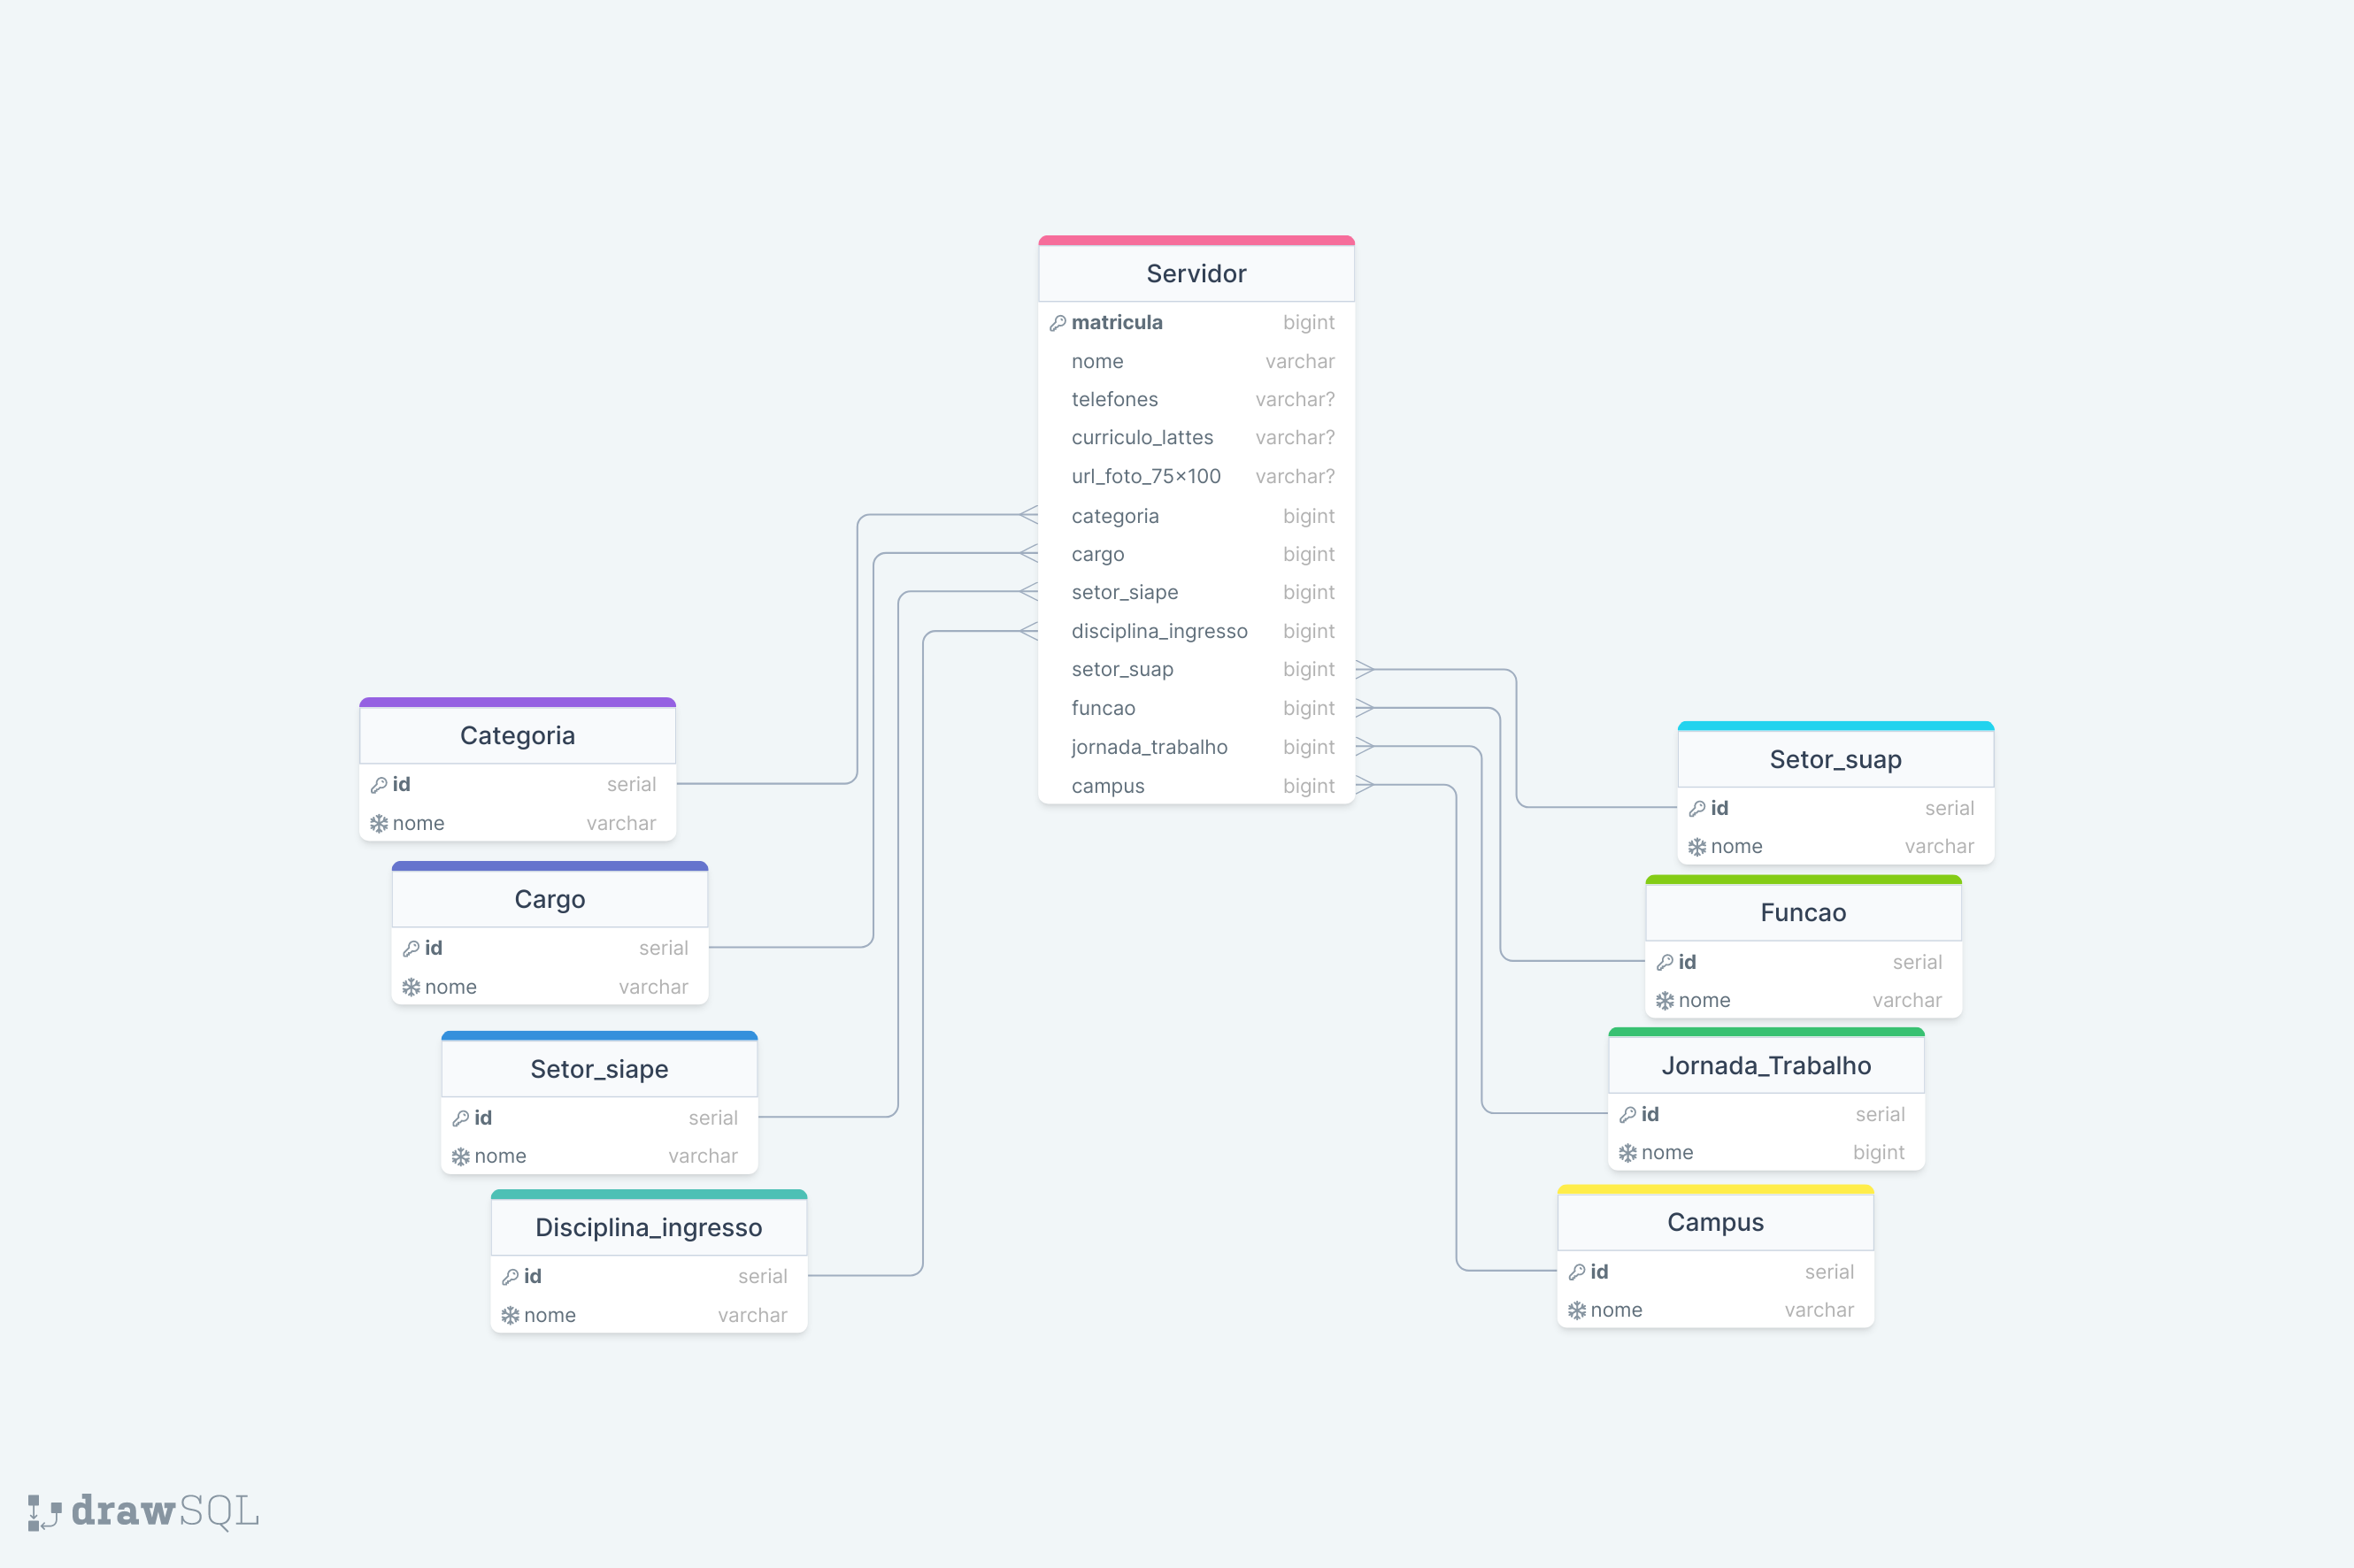 Servidor
matricula bigint
nome varchar
telefones varchar?
curriculo_lattes varchar?
url_foto_75×100 varchar?
categoria bigint
cargo bigint
setor_siape bigint
disciplina_ingresso bigint
setor_suap bigint
funcao bigint
jornada_trabalho bigint
campus bigint
Categoria
id serial
nome varchar
Cargo
id serial
nome varchar
Setor_siape
id serial
nome varchar
Disciplina_ingresso
id serial
nome varchar
Setor_suap
id serial
nome varchar
Funcao
id serial
nome varchar
Jornada_Trabalho
id serial
nome bigint
Campus
id serial
nome varchar
drawSQL